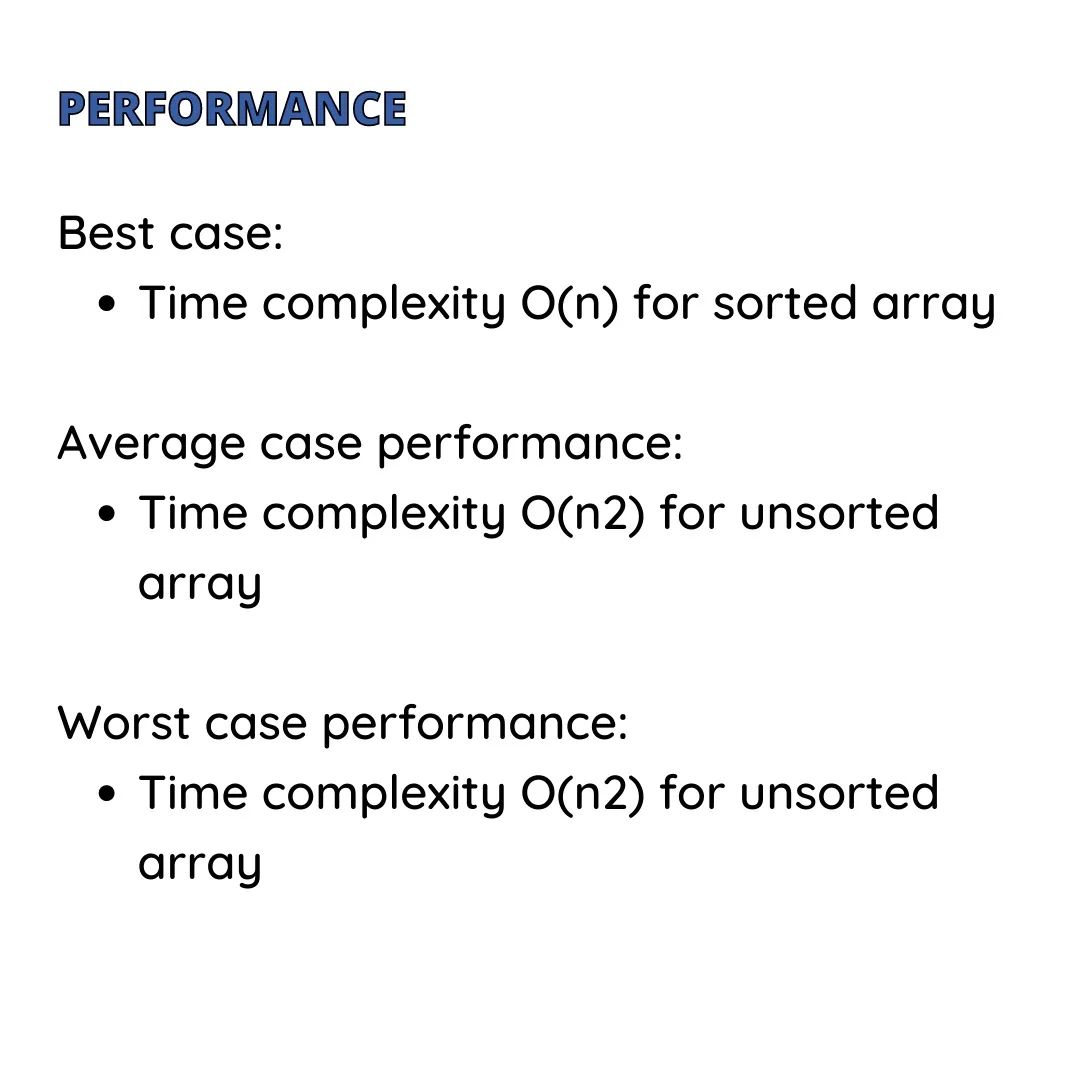 PERFORMANCE
Best case:
• Time complexity O(n) for sorted array
Average case performance:
• Time complexity O(n2) for unsorted
array
Worst case performance:
• Time complexity O(n2) for unsorted
array